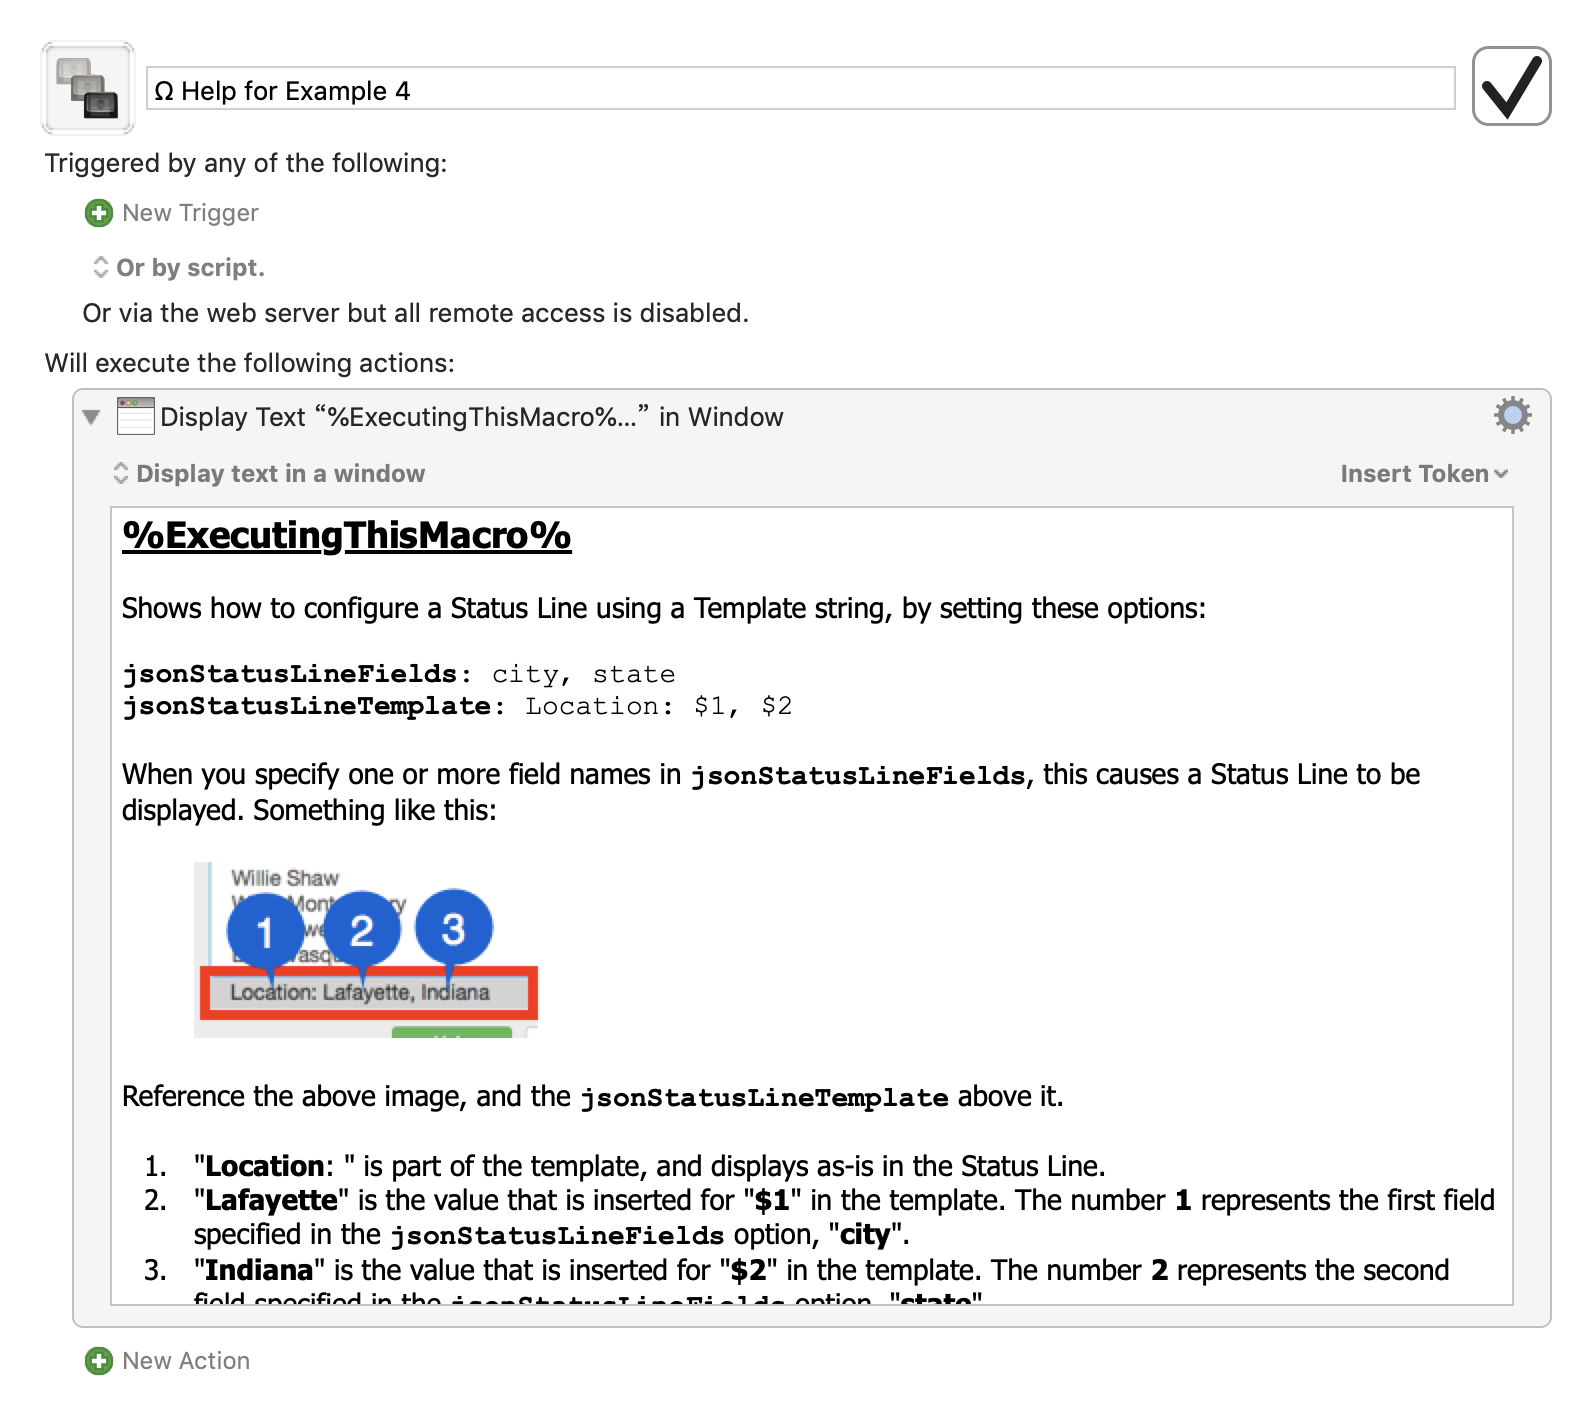 Ω Help for Example 4
Triggered by any of the following:
New Trigger
Or by script.
Or via the web server but all remote access is disabled.
Will execute the following actions:
Display Text “%ExecutingThisMacro%...” in Window
Display text in a window
Insert Token
%ExecutingThisMacro%
Shows how to configure a Status Line using a Template string, by setting these options:
jsonStatusLineFields: city, state
jsonStatusLineTemplate: Location: $1, $2
When you specify one or more field names in jsonStatusLineFields, this causes a Status Line to be
displayed. Something like this:
Willie Shaw
1
2
3
Location: Lafayette, Indiana
Reference the above image, and the jsonStatusLineTemplate above it.
1. "Location: " is part of the template, and displays as-is in the Status Line.
2. "Lafayette" is the value that is inserted for "$1" in the template. The number 1 represents the first field
specified in the jsonStatusLineFields option, "city".
3. "Indiana" is the value that is inserted for "$2" in the template. The number 2 represents the second
field specified in the jsonStatusLineFields option, "state"
New Action